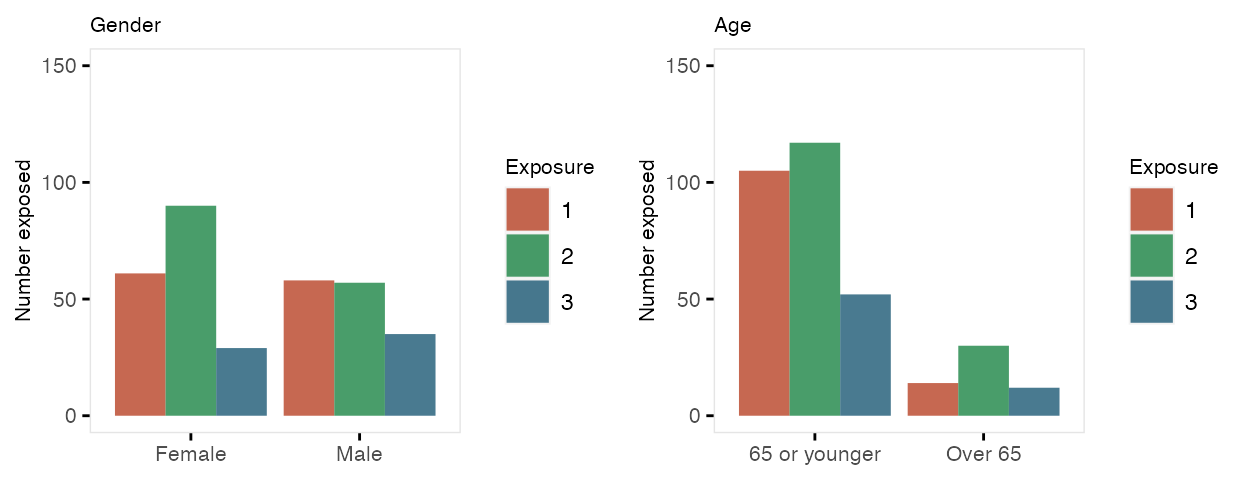 Gender
150
100
50
0
Number exposed
Female Male
Exposure
1
2
3
Age
150
100
50
0
Number exposed
65 or younger Over 65
Exposure
1
2
3